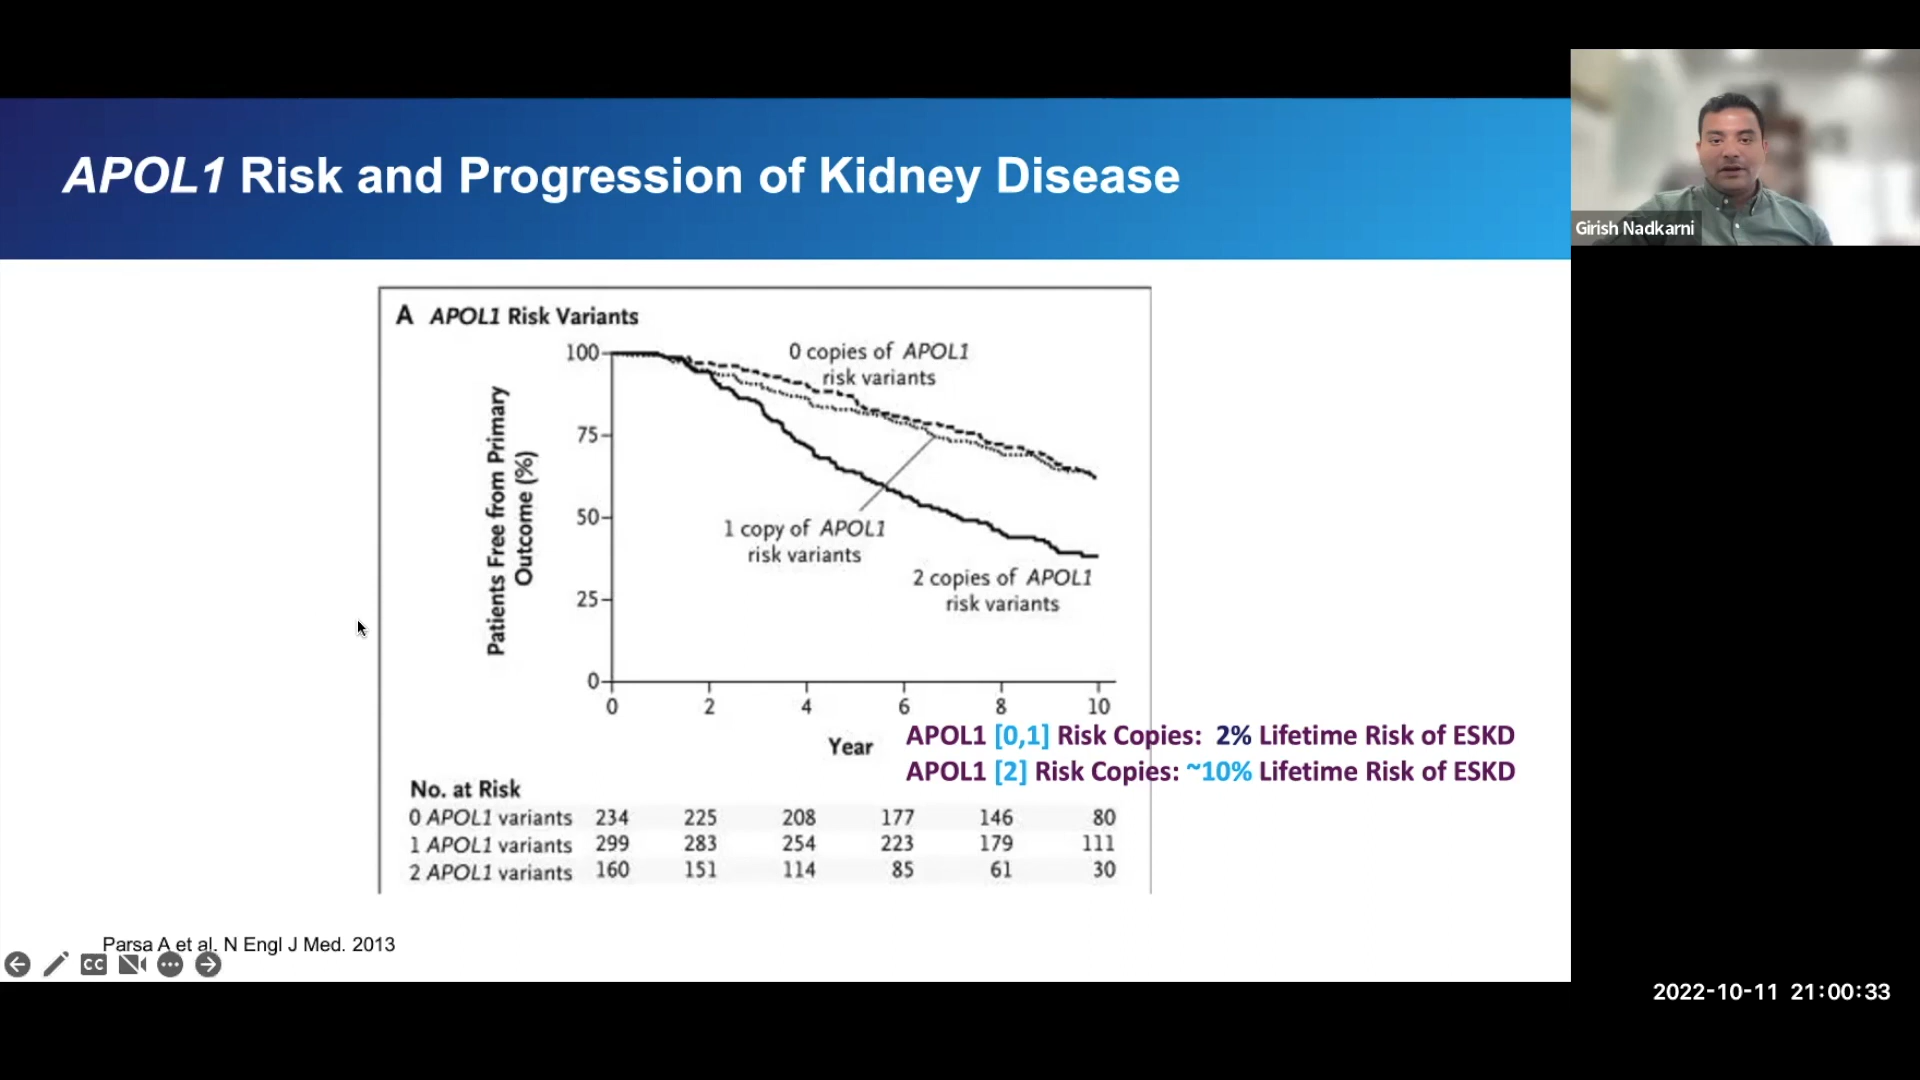 APOL1 Risk and Progression of Kidney Disease
Girish Nadkarni
A APOL1 Risk Variants
Patients Free from Primary
Outcome (%)
100
75
50
25
0
0 copies of APOL1
risk variants
1 copy of APOL1
risk variants
2 copies of APOL1
risk variants
0 2 4 6 8 10
Year
APOL1 [0,1] Risk Copies: 2% Lifetime Risk of ESKD
APOL1 [2] Risk Copies: ~10% Lifetime Risk of ESKD
No. at Risk
0 APOL1 variants 234 225 208 177 146 80
1 APOL1 variants 299 283 254 223 179 111
2 APOL1 variants 160 151 114 85 61 30
Parsa A et al. N Engl J Med. 2013
CC
2022-10-11 21:00:33